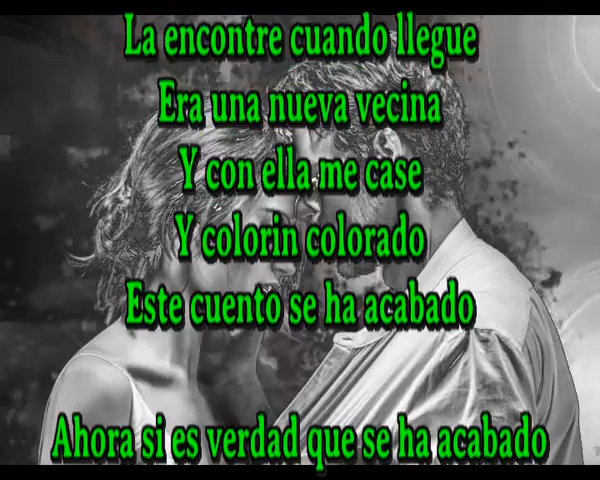 La encontre cuando llegue
Era una nueva vecina
Y con ella me case
Y colorin colorado
Este cuento se ha acabado
Ahora si es verdad que se ha acabado